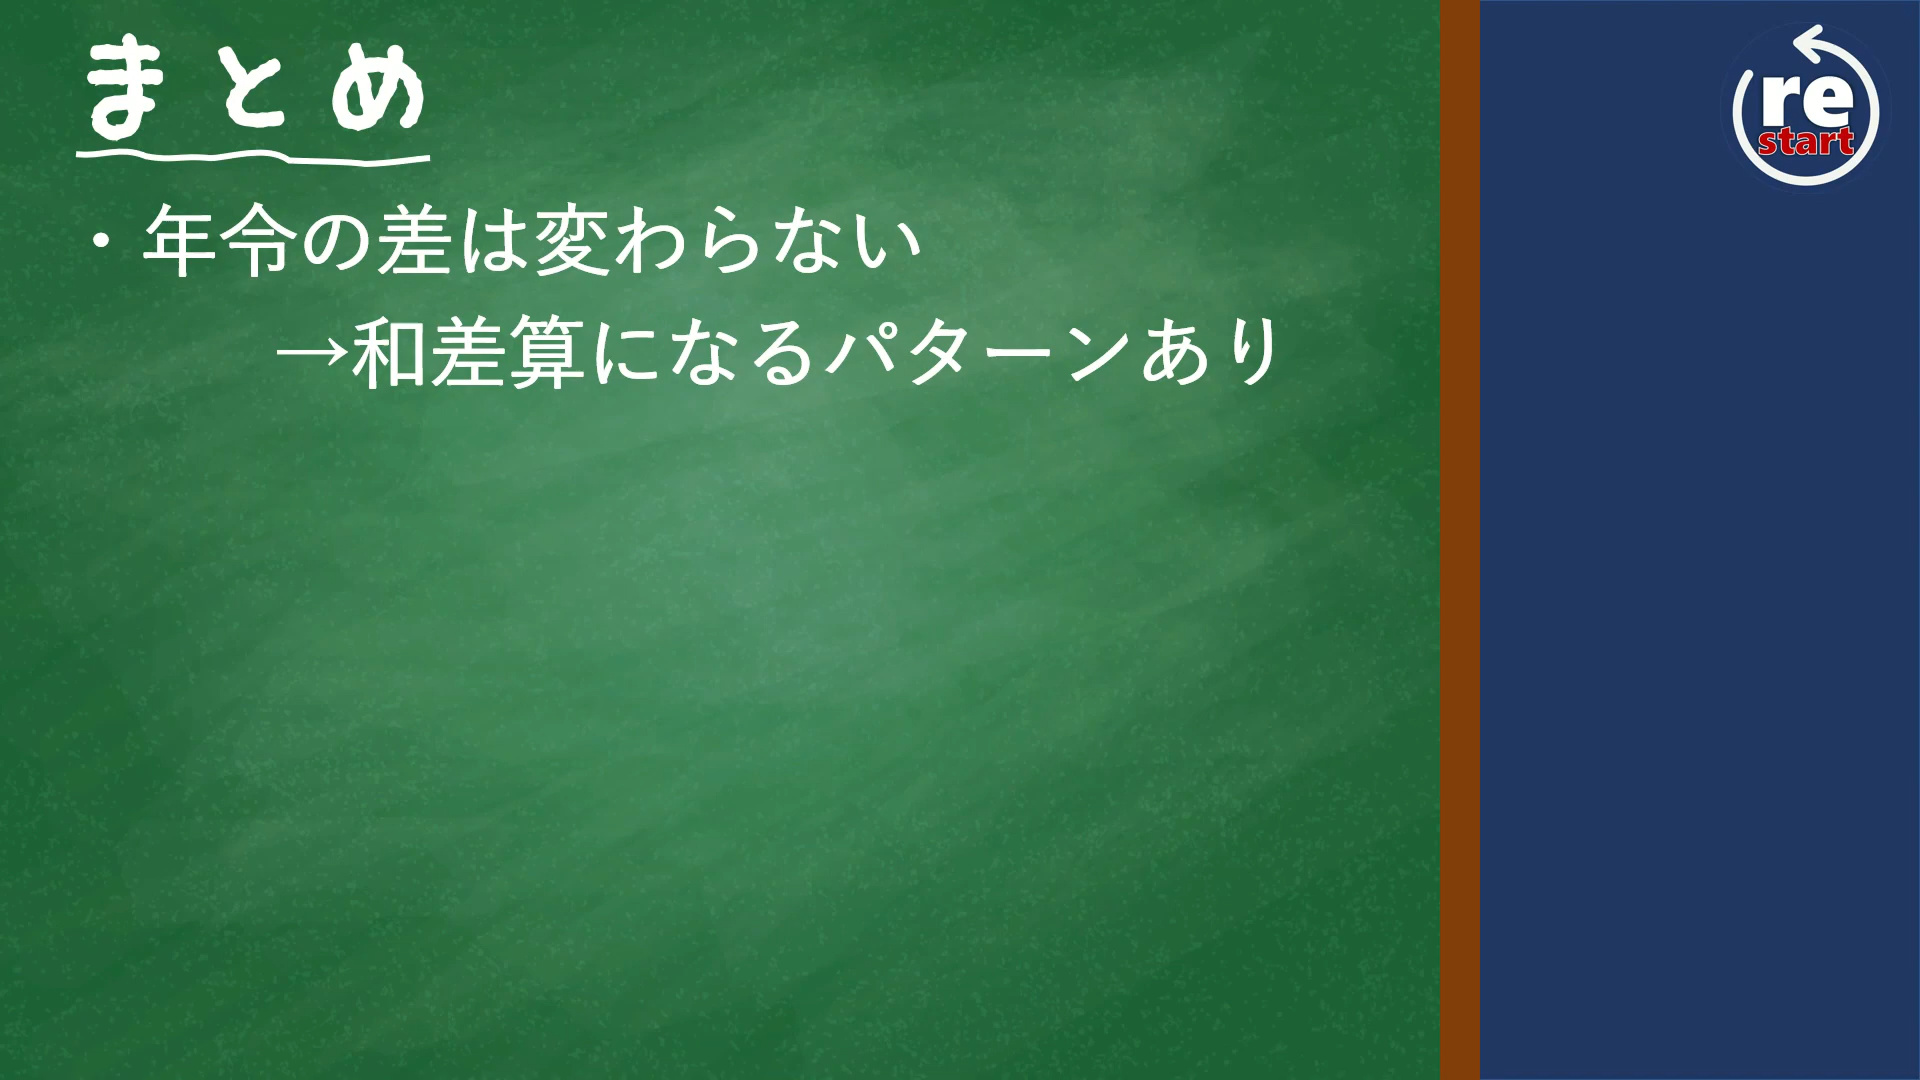 まとめ
・年令の差は変わらない
→和差算になるパターンあり
re
start